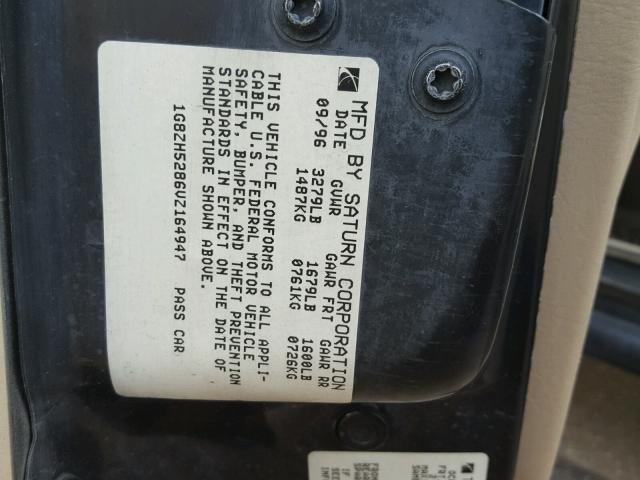 MFD BY SATURN CORPORATION
DATE GVWR GAWR FRT GAWR RR
09/96 3279LB 1679LB 1600LB
1487KG 0761KG 0726KG
THIS VEHICLE CONFORMS TO ALL APPLI-
CABLE U.S. FEDERAL MOTOR VEHICLE
SAFETY, BUMPER, AND THEFT PREVENTION
STANDARDS IN EFFECT ON THE DATE OF
MANUFACTURE SHOWN ABOVE.
1G8ZH5286VZ164947 PASS CAR